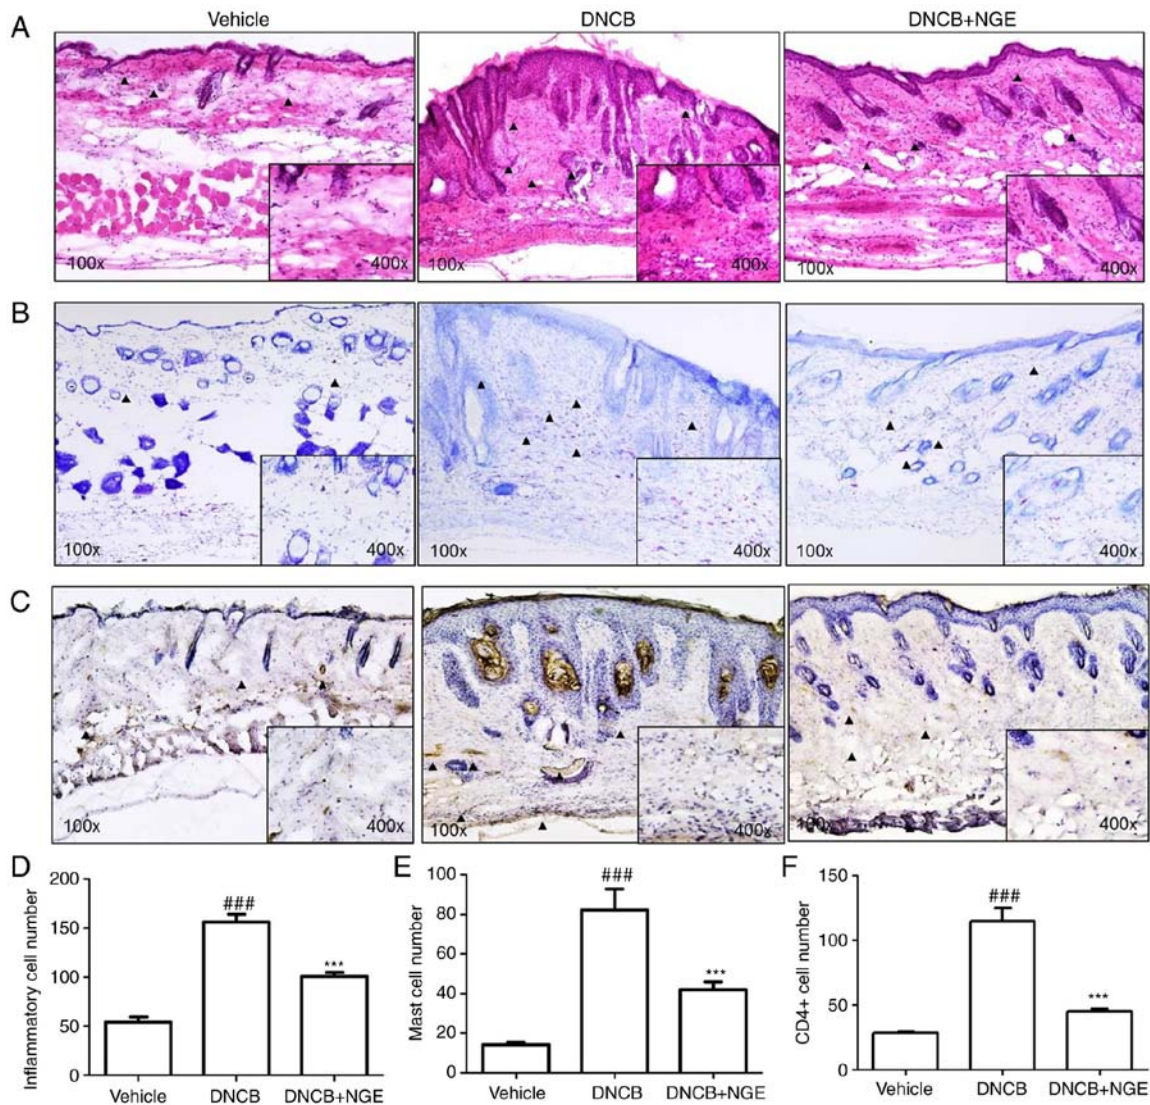 Vehicle DNCB DNCB+NGE
A
100x 400x 100x 400x 100x 400x
B
100x 400x 100x 400x 100x 400x
C
100x 400x 100x 400x 100x 400x
D
Inflammatory cell number
200
150
100
50
0
###
***
Vehicle DNCB DNCB+NGE
E
Mast cell number
100
80
60
40
20
0
###
***
Vehicle DNCB DNCB+NGE
F
CD4+ cell number
150
100
50
0
###
***
Vehicle DNCB DNCB+NGE